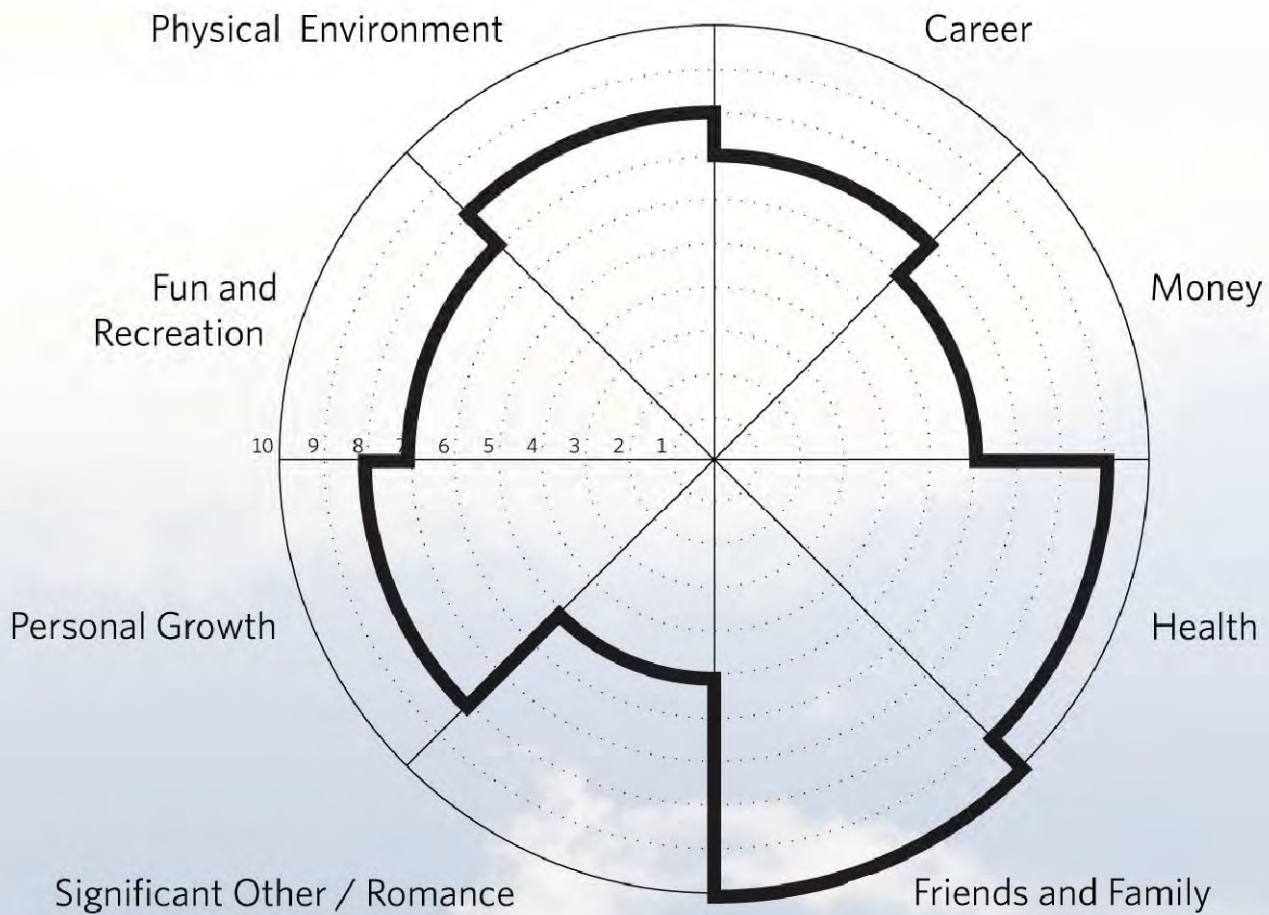 Physical Environment
Career
Fun and
Recreation
Money
10 9 8 7 6 5 4 3 2 1
Personal Growth
Health
Significant Other / Romance
Friends and Family